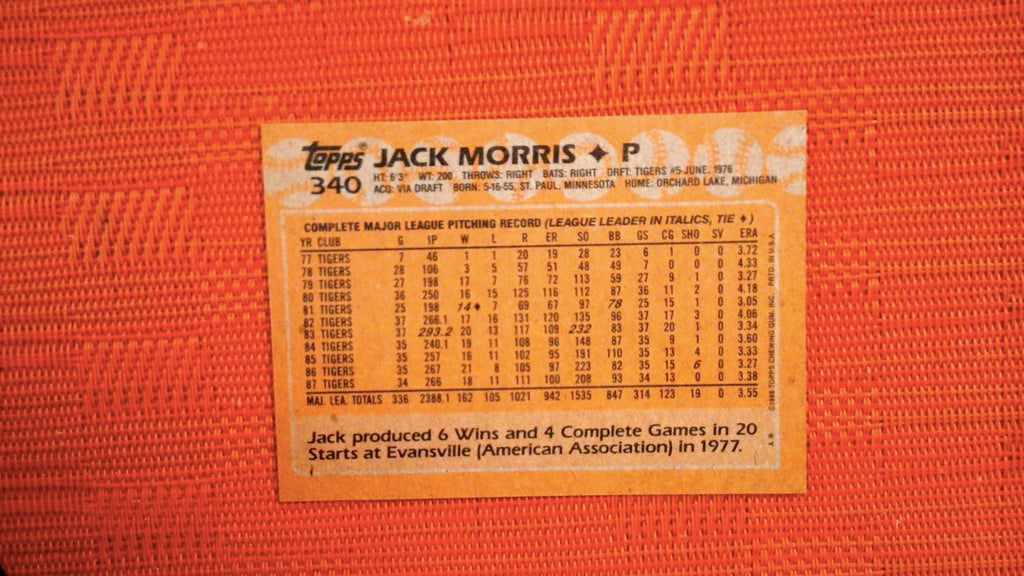 Topps® JACK MORRIS ✦ P
340 HT: 6'3" WT: 200 THROWS: RIGHT BATS: RIGHT DRFT: TIGERS #5-JUNE, 1976
ACQ: VIA DRAFT BORN: 5-16-55, ST. PAUL, MINNESOTA HOME: ORCHARD LAKE, MICHIGAN
COMPLETE MAJOR LEAGUE PITCHING RECORD (LEAGUE LEADER IN ITALICS, TIE ♦)
YR CLUB G IP W L R ER SO BB GS CG SHO SV ERA
77 TIGERS 7 46 1 1 20 19 28 23 6 1 0 0 3.72
78 TIGERS 28 106 3 5 57 51 48 49 7 0 0 0 4.33
79 TIGERS 27 198 17 7 76 72 113 59 27 9 1 0 3.27
80 TIGERS 36 250 16 15 125 116 112 87 36 11 2 0 4.18
81 TIGERS 25 198 14♦ 7 69 67 97 78 25 15 1 0 3.05
82 TIGERS 37 266.1 17 16 131 120 135 96 37 17 3 0 4.06
83 TIGERS 37 293.2 20 13 117 109 232 83 37 20 1 0 3.34
84 TIGERS 35 240.1 19 11 108 96 148 87 35 9 1 0 3.60
85 TIGERS 35 257 16 11 102 95 191 110 35 13 4 0 3.33
86 TIGERS 35 267 21 8 105 97 223 82 35 15 6 0 3.27
87 TIGERS 34 266 18 11 111 100 208 93 34 13 0 0 3.38
MAJ. LEA. TOTALS 336 2388.1 162 105 1021 942 1535 847 314 123 19 0 3.55
Jack produced 6 Wins and 4 Complete Games in 20
Starts at Evansville (American Association) in 1977.
©1988 TOPPS CHEWING GUM, INC. PRTD. IN U.S.A.
A*